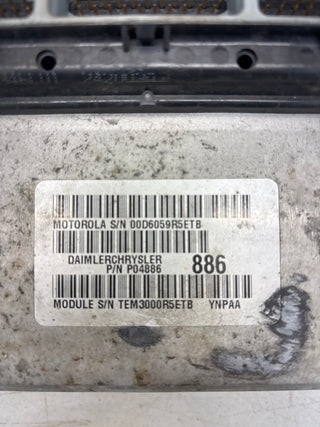 MOTOROLA S/N 00D6059R5ETB
DAIMLERCHRYSLER
P/N P04886 886
MODULE S/N TEM3000R5ETB YNPAA